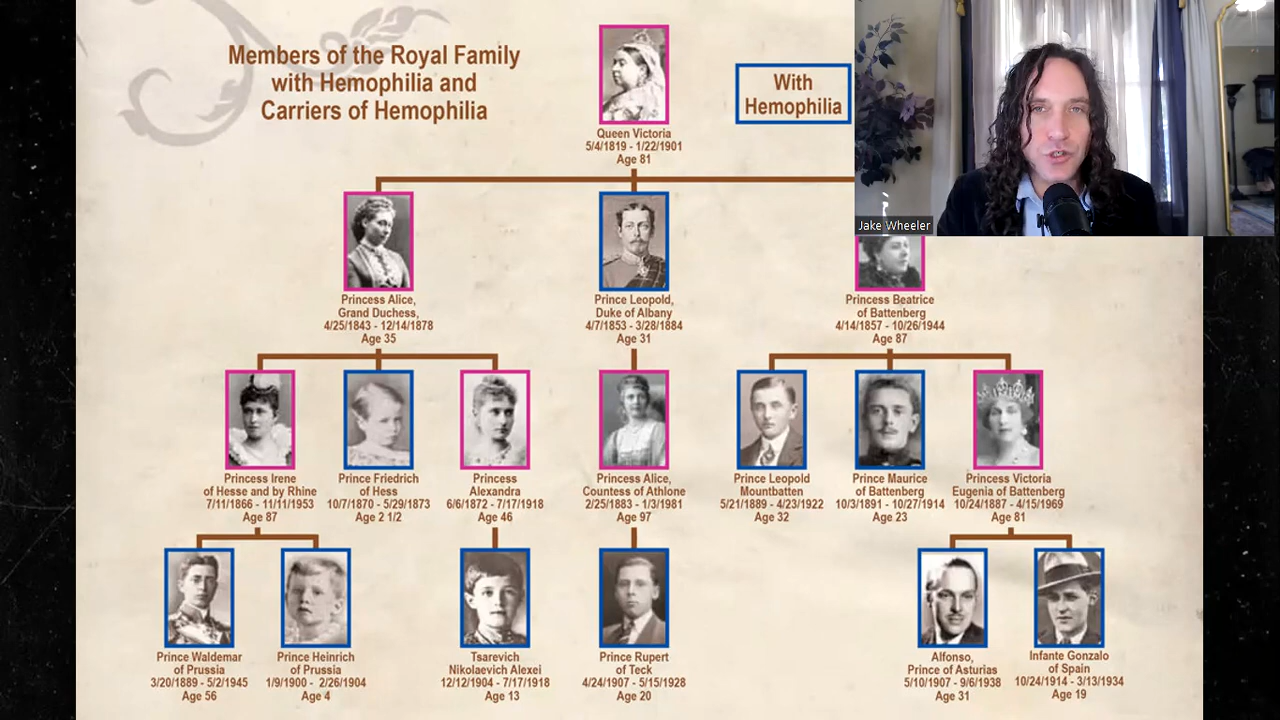 Members of the Royal Family
with Hemophilia and
Carriers of Hemophilia
With
Hemophilia
Jake Wheeler
Queen Victoria
5/4/1819 - 1/22/1901
Age 81
Princess Alice,
Grand Duchess,
4/25/1843 - 12/14/1878
Age 35
Prince Leopold,
Duke of Albany
4/7/1853 - 3/28/1884
Age 31
Princess Beatrice
of Battenberg
4/14/1857 - 10/26/1944
Age 87
Princess Irene
of Hesse and by Rhine
7/11/1866 - 11/11/1953
Age 87
Prince Friedrich
of Hess
10/7/1870 - 5/29/1873
Age 2 1/2
Princess
Alexandra
6/6/1872 - 7/17/1918
Age 46
Princess Alice,
Countess of Athlone
2/25/1883 - 1/3/1981
Age 97
Prince Leopold
Mountbatten
5/21/1889 - 4/23/1922
Age 32
Prince Maurice
of Battenberg
10/3/1891 - 10/27/1914
Age 23
Princess Victoria
Eugenia of Battenberg
10/24/1887 - 4/15/1969
Age 81
Prince Waldemar
of Prussia
3/20/1889 - 5/2/1945
Age 56
Prince Heinrich
of Prussia
1/9/1900 - 2/26/1904
Age 4
Tsarevich
Nikolaevich Alexei
12/12/1904 - 7/17/1918
Age 13
Prince Rupert
of Teck
4/24/1907 - 5/15/1928
Age 20
Alfonso,
Prince of Asturias
5/10/1907 - 9/6/1938
Age 31
Infante Gonzalo
of Spain
10/24/1914 - 3/13/1934
Age 19